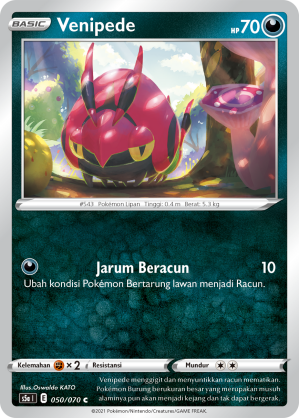 BASIC Venipede HP 70
#543 Pokémon Lipan Tinggi: 0.4 m Berat: 5.3 kg
Jarum Beracun 10
Ubah kondisi Pokémon Bertarung lawan menjadi Racun.
Kelemahan ×2 Resistansi Mundur
Illus. Oswaldo KATO
s5a I E 050/070 C
Venipede menggigit dan menyuntikkan racun mematikan.
Pokémon Burung berukuran besar yang merupakan musuh
alaminya pun akan menjadi kejang dan tak dapat bergerak.
©2021 Pokémon/Nintendo/Creatures/GAME FREAK.